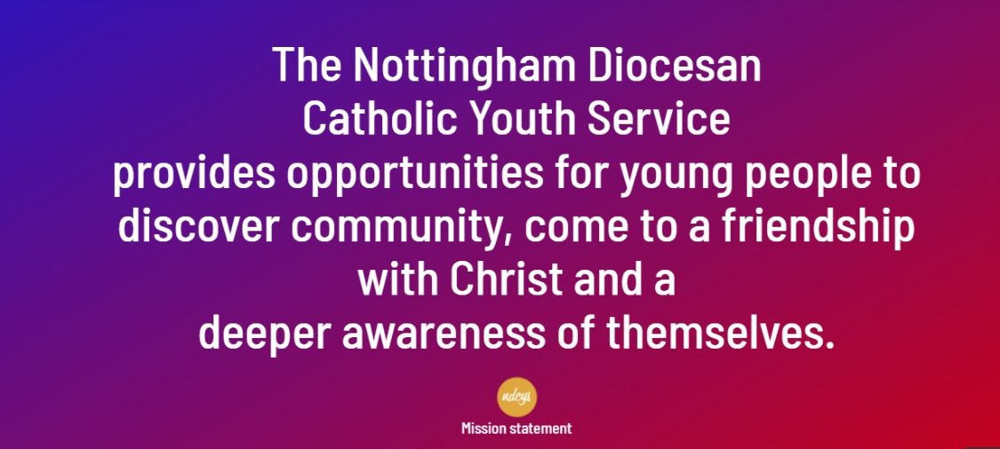 The Nottingham Diocesan
Catholic Youth Service
provides opportunities for young people to
discover community, come to a friendship
with Christ and a
deeper awareness of themselves.
ndcys
Mission statement